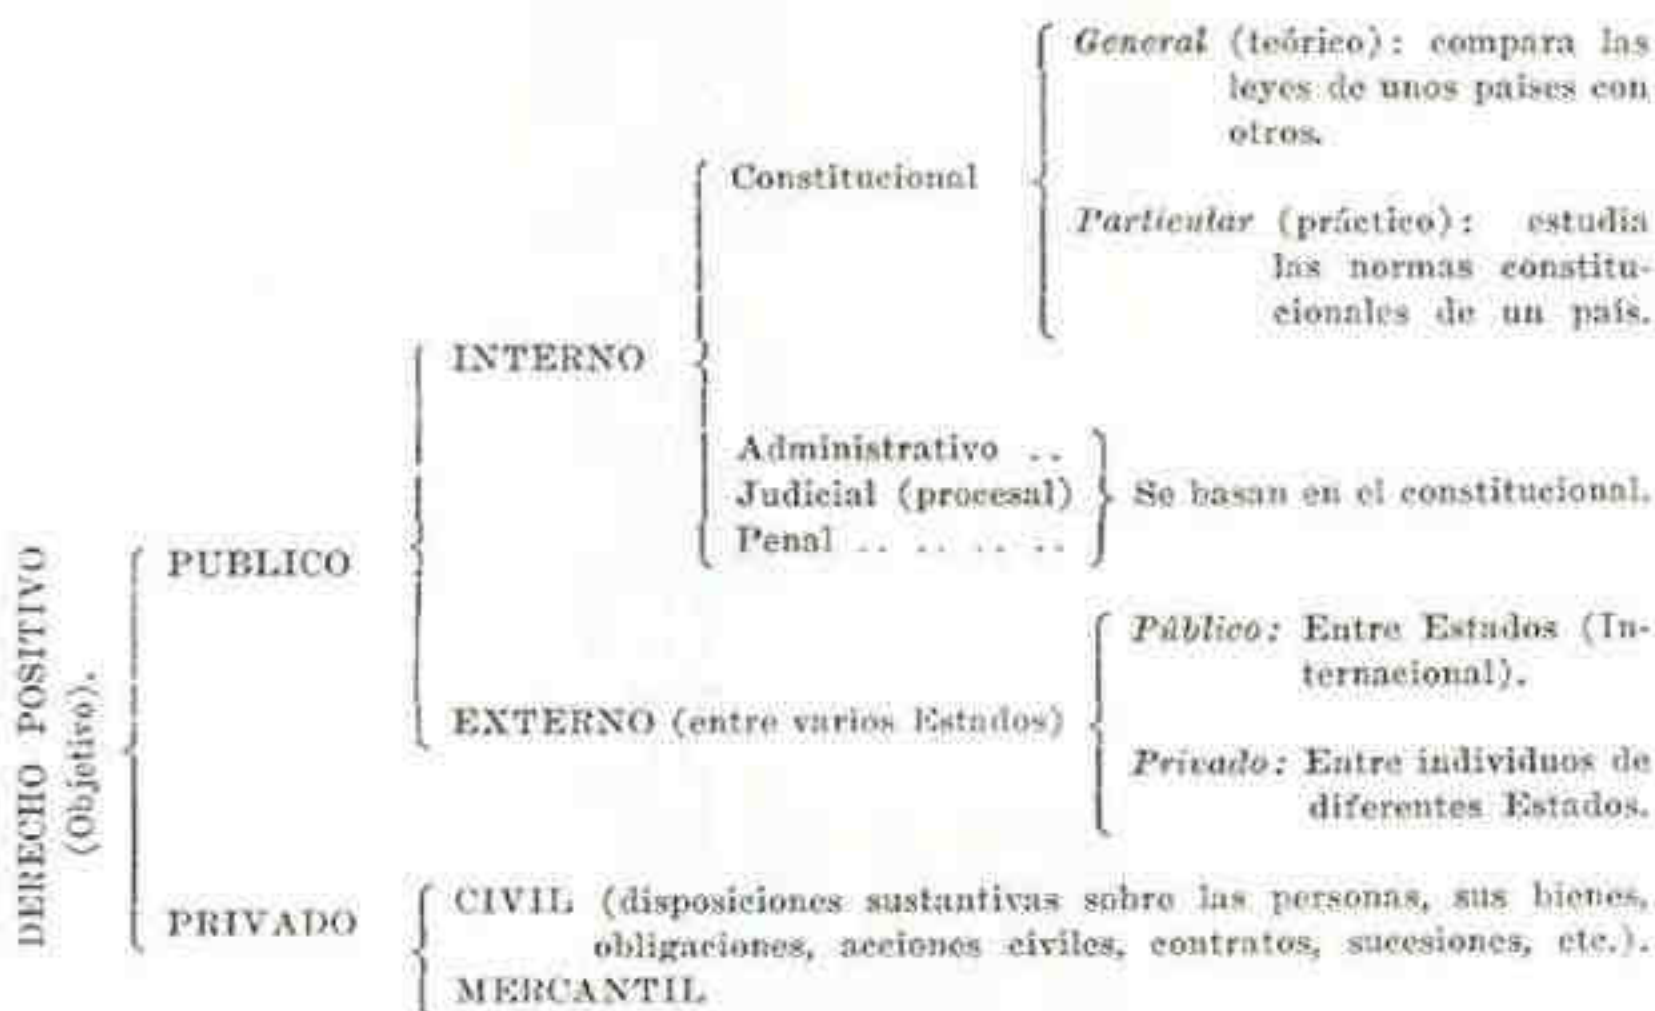 General (teórico): compara las
leyes de unos países con
otros.
Constitucional
Particular (práctico): estudia
las normas constitu-
cionales de un país.
INTERNO
Administrativo ..
Judicial (procesal)
Penal .. .. .. ..
Se basan en el constitucional.
PUBLICO
DERECHO POSITIVO
(Objetivo).
Público: Entre Estados (In-
ternacional).
EXTERNO (entre varios Estados)
Privado: Entre individuos de
diferentes Estados.
PRIVADO
CIVIL (disposiciones sustantivas sobre las personas, sus bienes,
obligaciones, acciones civiles, contratos, sucesiones, etc.).
MERCANTIL